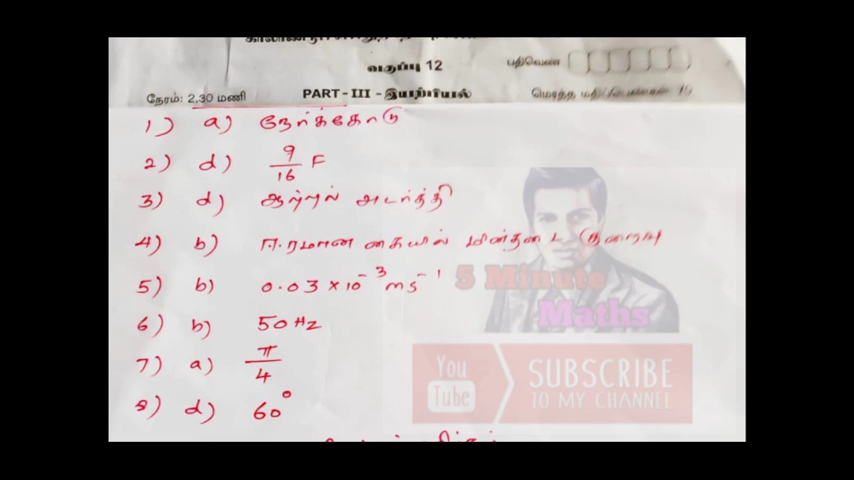 வகுப்பு 12
பதிவெண்
நேரம்: 2.30 மணி
PART - III - இயற்பியல்
மொத்த
1) a) நேர்க்கோடு
2) d) 9/16 F
3) d) ஆற்றல் அடர்த்தி
4) b) ஈரமான கையில் மின்தடை குறைவு
5) b) 0.03 × 10⁻³ ms⁻¹
6) b) 50 Hz
7) a) π/4
8) d) 60°
5 Minute
Maths
You
Tube
SUBSCRIBE
TO MY CHANNEL